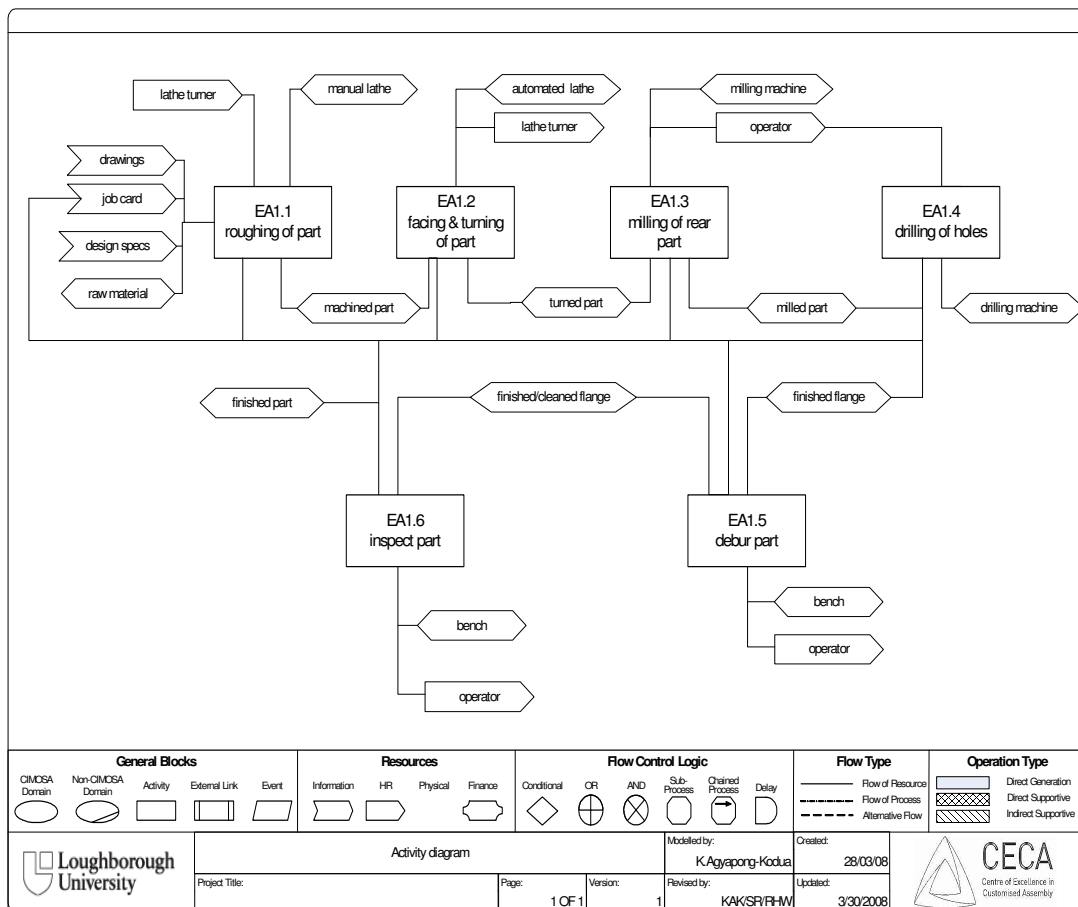 lathe turner
manual lathe
automated lathe
lathe turner
milling machine
operator
drawings
job card
design specs
raw material
EA1.1
roughing of part
EA1.2
facing & turning
of part
EA1.3
milling of rear
part
EA1.4
drilling of holes
machined part
turned part
milled part
drilling machine
finished part
finished/cleaned flange
finished flange
EA1.6
inspect part
EA1.5
debur part
bench
operator
bench
operator
General Blocks
CIMOSA
Domain
Non-CIMOSA
Domain
Activity
External Link
Event
Resources
Information
HR
Physical
Finance
Flow Control Logic
Conditional
OR
AND
Sub-
Process
Chained
Process
Delay
Flow Type
Flow of Resource
Flow of Process
Alternative Flow
Operation Type
Direct Generation
Direct Supportive
Indirect Supportive
Loughborough
University
Activity diagram
Modelled by:
K.Agyapong-Kodua
Created:
28/03/08
Project Title:
Page:
1 OF 1
Version:
1
Revised by:
KAK/SR/RHW
Updated:
3/30/2008
CECA
Centre of Excellence in
Customised Assembly